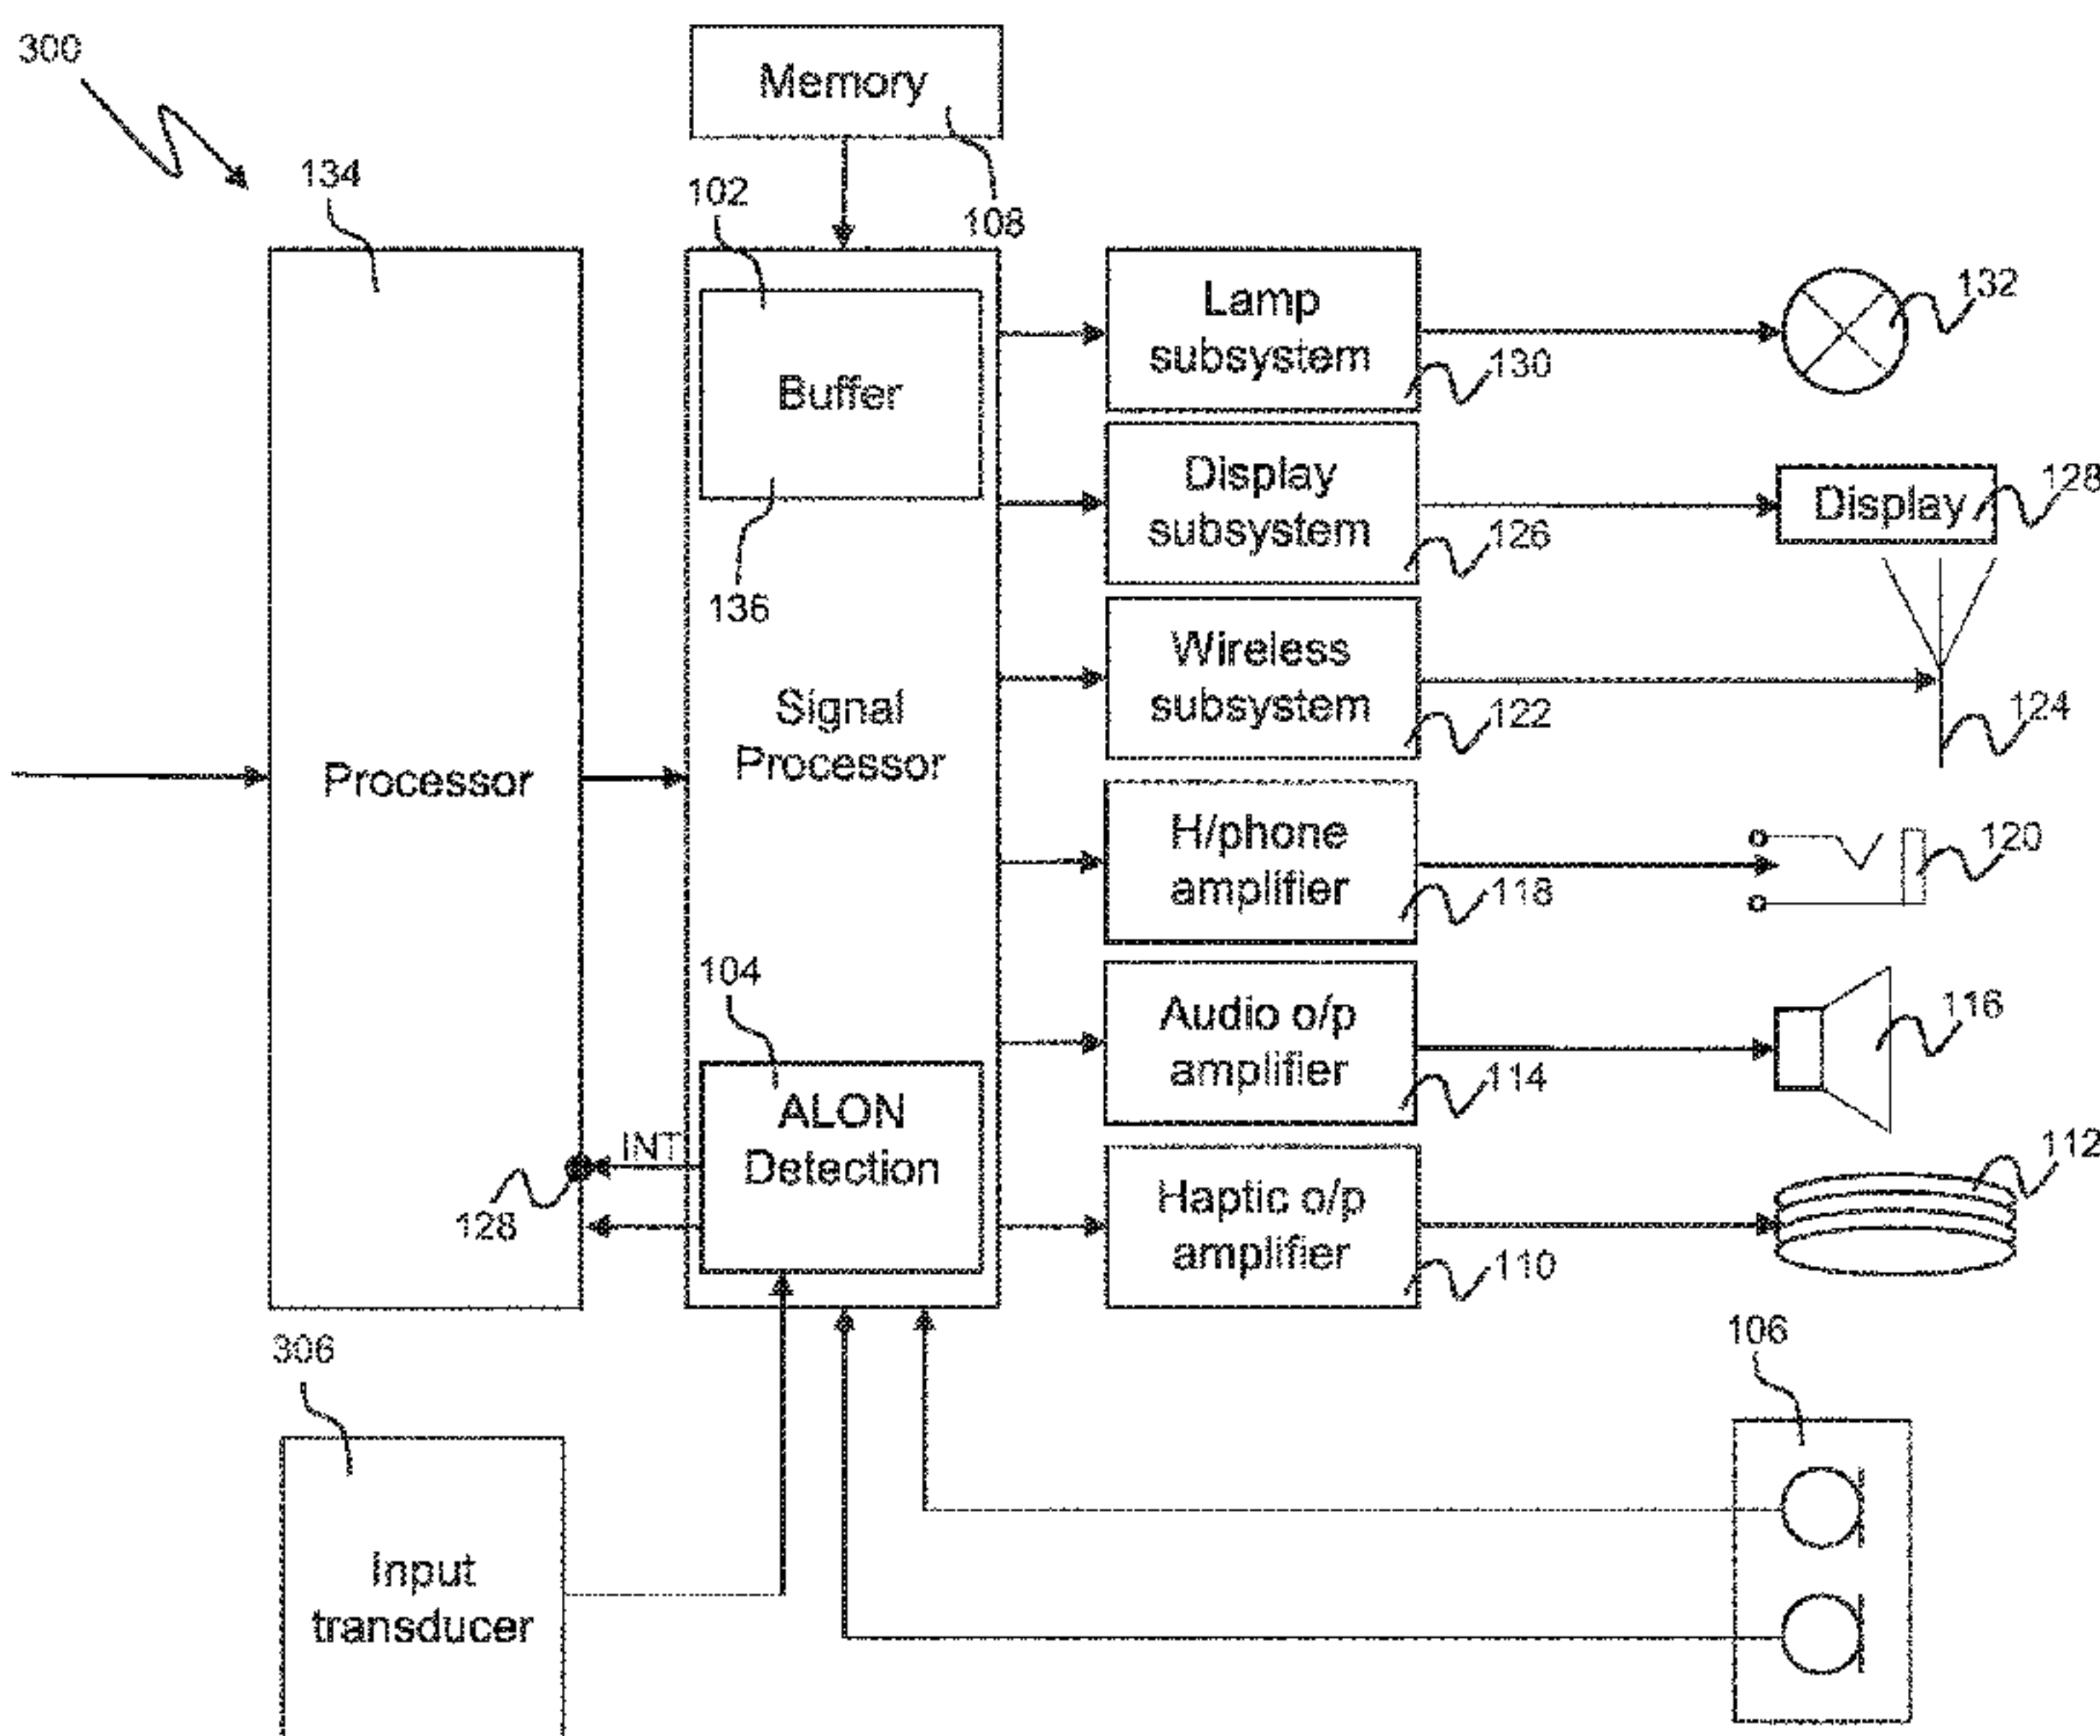 300
Memory
134
102
108
Lamp
subsystem
130
132
Buffer
Display
subsystem
126
Display
128
136
Wireless
subsystem
122
124
Signal
Processor
Processor
H/phone
amplifier
118
120
104
Audio o/p
amplifier
114
116
ALON
Detection
INT
128
Haptic o/p
amplifier
110
112
306
106
Input
transducer